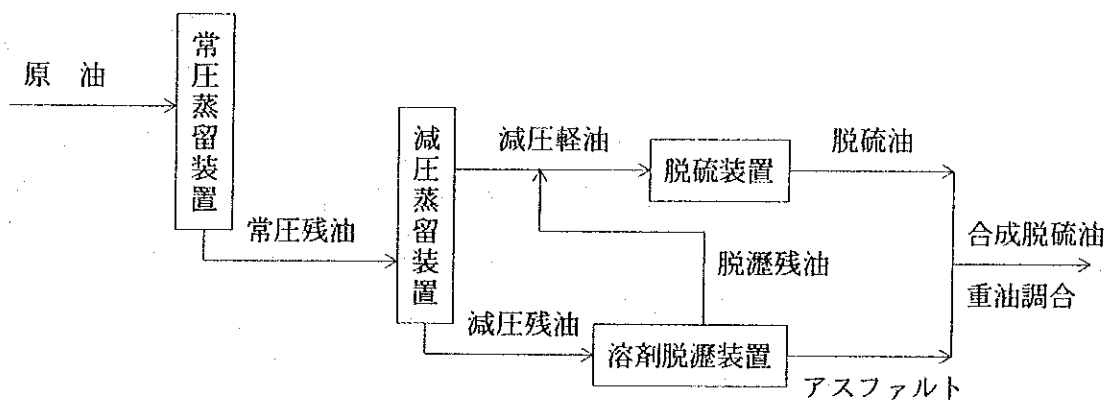 原 油
常圧蒸留装置
常圧残油
減圧蒸留装置
減圧軽油
脱硫装置
脱硫油
脱瀝残油
減圧残油
溶剤脱瀝装置
アスファルト
合成脱硫油
重油調合